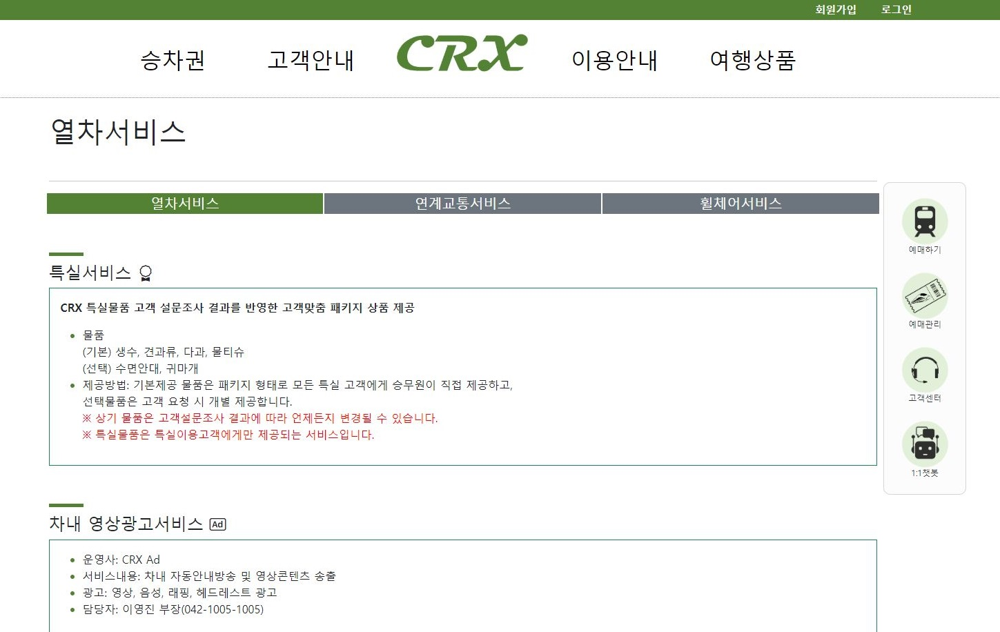 회원가입 로그인
승차권 고객안내 CRX 이용안내 여행상품
열차서비스
열차서비스 연계교통서비스 휠체어서비스
특실서비스
CRX 특실물품 고객 설문조사 결과를 반영한 고객맞춤 패키지 상품 제공
물품
(기본) 생수, 견과류, 다과, 물티슈
(선택) 수면안대, 귀마개
제공방법: 기본제공 물품은 패키지 형태로 모든 특실 고객에게 승무원이 직접 제공하고,
선택물품은 고객 요청 시 개별 제공합니다.
※ 상기 물품은 고객설문조사 결과에 따라 언제든지 변경될 수 있습니다.
※ 특실물품은 특실이용고객에게만 제공되는 서비스입니다.
차내 영상광고서비스 Ad
운영사: CRX Ad
서비스내용: 차내 자동안내방송 및 영상콘텐츠 송출
광고: 영상, 음성, 래핑, 헤드레스트 광고
담당자: 이영진 부장(042-1005-1005)
예매하기
예매관리
고객센터
1:1챗봇